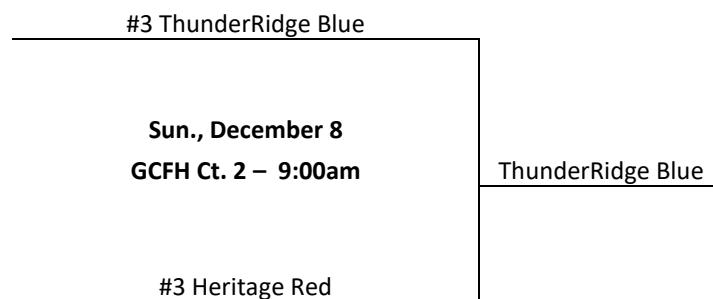 #3 ThunderRidge Blue
Sun., December 8
GCFH Ct. 2 – 9:00am
ThunderRidge Blue
#3 Heritage Red